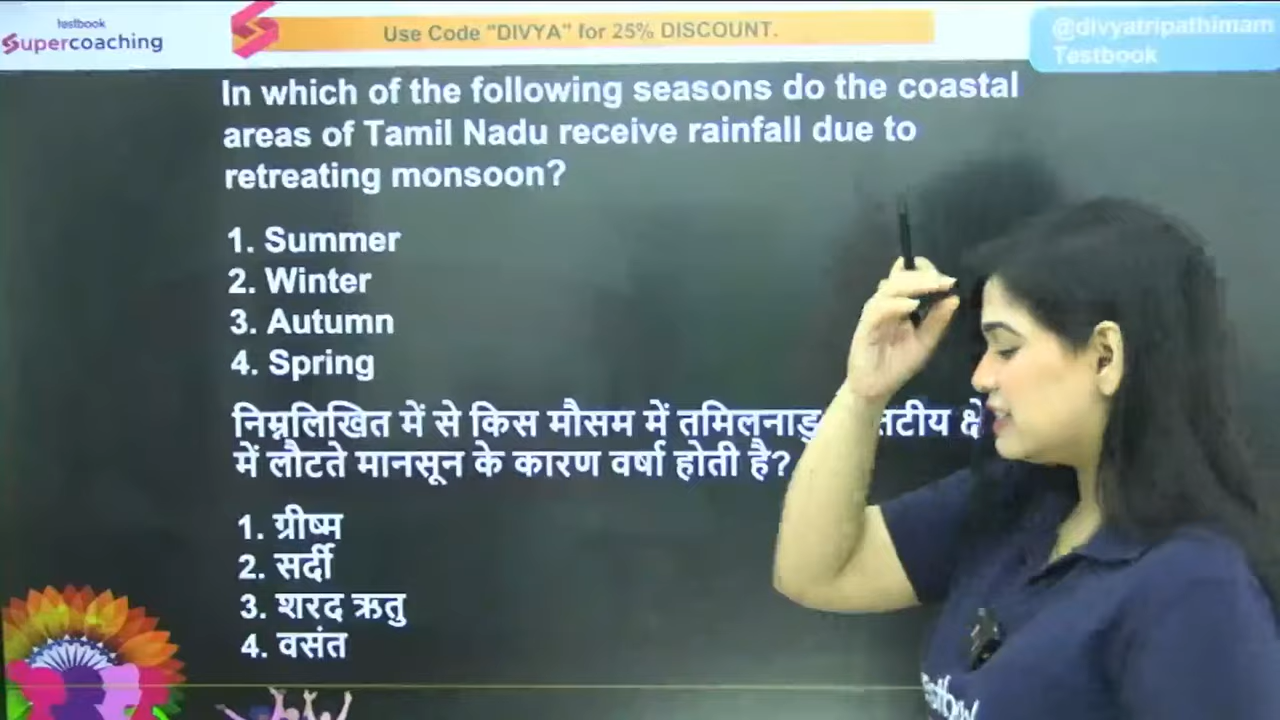 testbook
Supercoaching
Use Code "DIVYA" for 25% DISCOUNT.
@divyatripathimam
Testbook
In which of the following seasons do the coastal
areas of Tamil Nadu receive rainfall due to
retreating monsoon?
1. Summer
2. Winter
3. Autumn
4. Spring
निम्नलिखित में से किस मौसम में तमिलनाडु तटीय
में लौटते मानसून के कारण वर्षा होती है?
1. ग्रीष्म
2. सर्दी
3. शरद ऋतु
4. वसंत